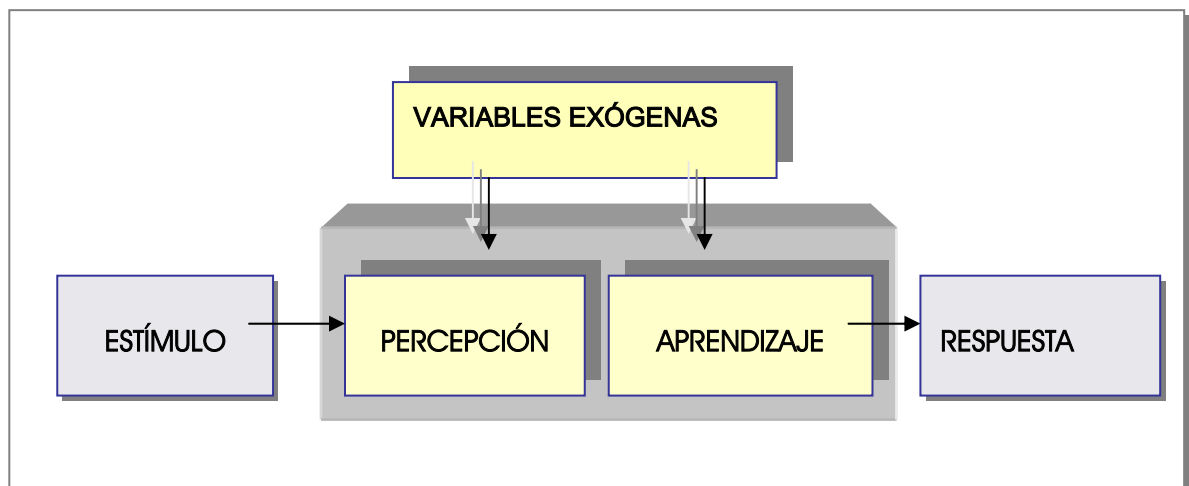 VARIABLES EXÓGENAS
ESTÍMULO
PERCEPCIÓN
APRENDIZAJE
RESPUESTA